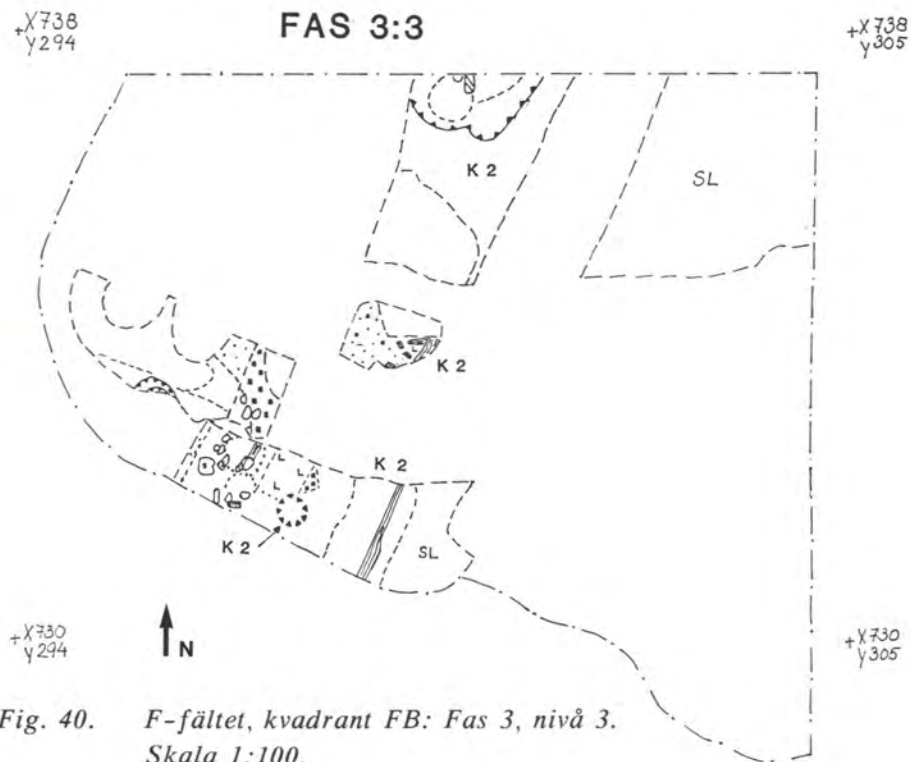 +X738
y294
FAS 3:3
+X738
y305
K 2
SL
K 2
K 2
K 2
SL
+X730
y294
N
+X730
y305
Fig. 40. F-fältet, kvadrant FB: Fas 3, nivå 3.
Skala 1:100.